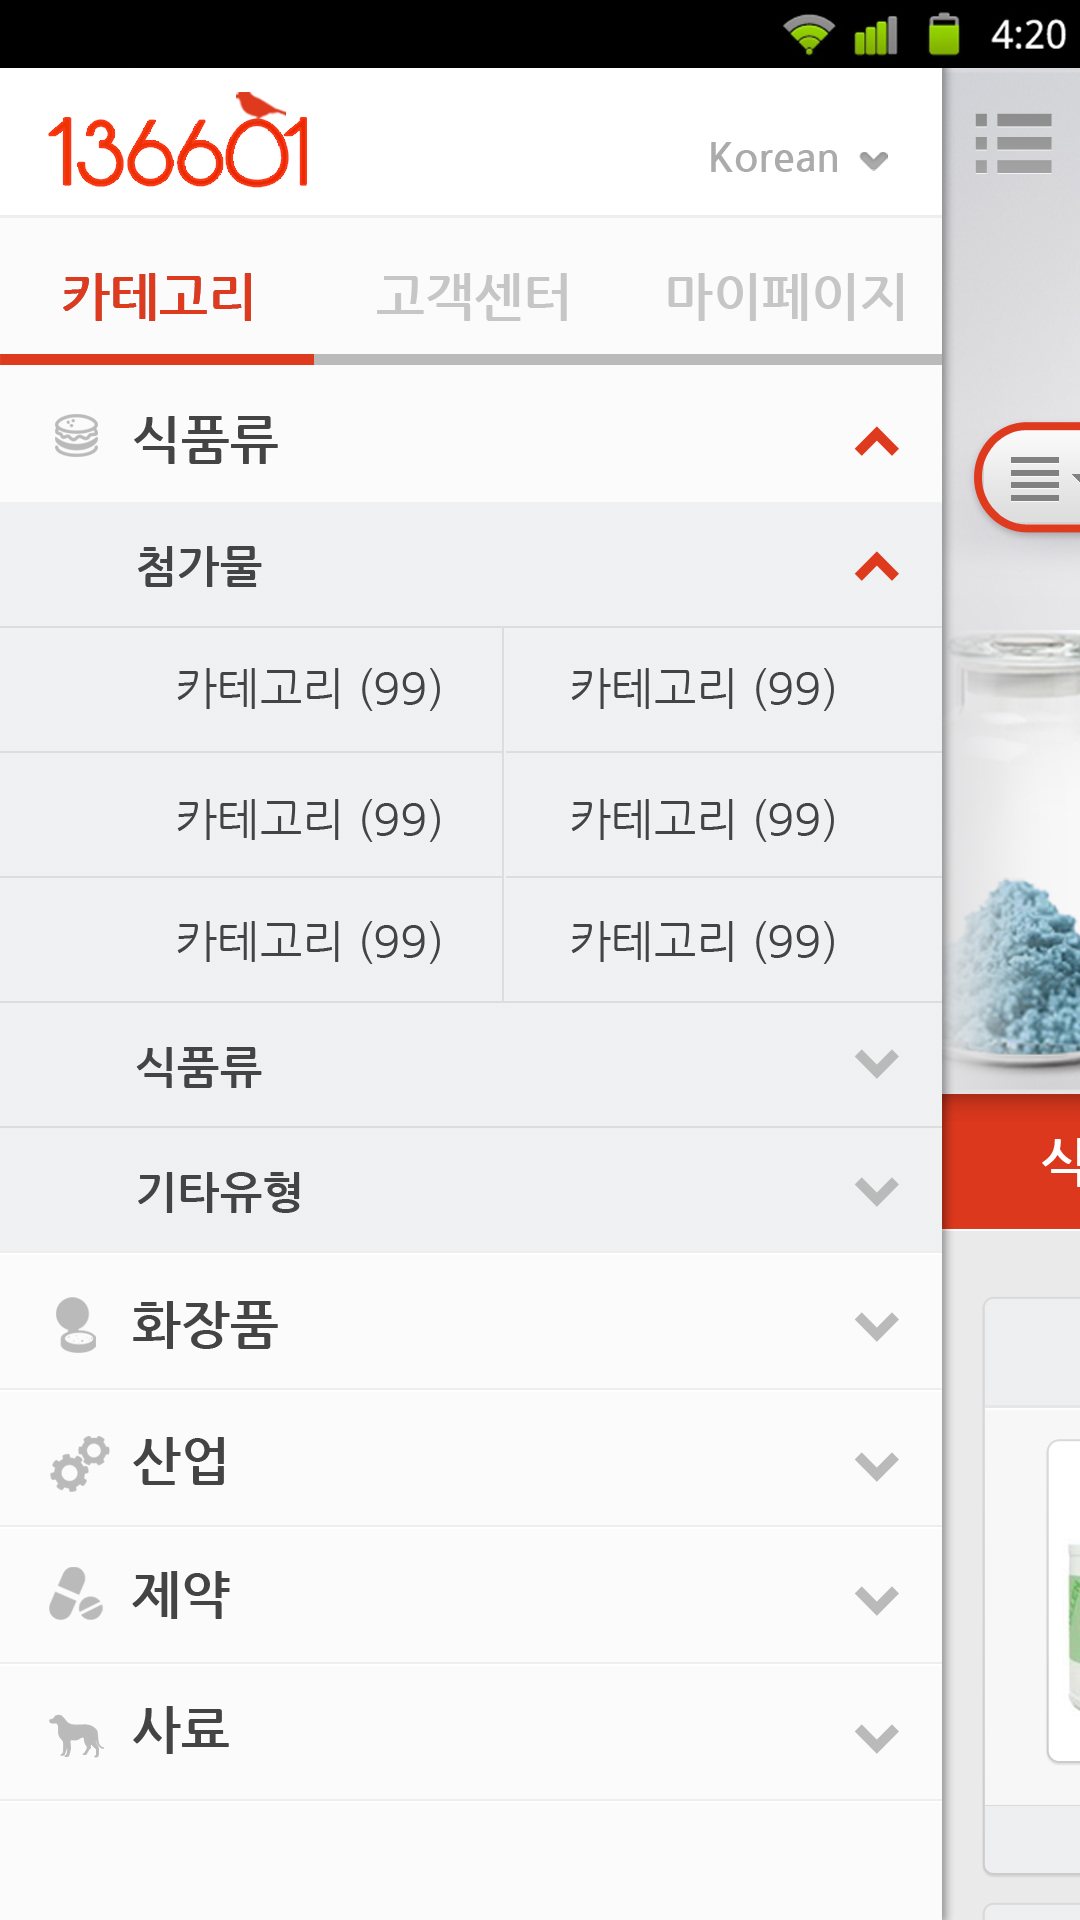 4:20
136601
Korean
카테고리 고객센터 마이페이지
식품류
첨가물
카테고리 (99) 카테고리 (99)
카테고리 (99) 카테고리 (99)
카테고리 (99) 카테고리 (99)
식품류
식
기타유형
화장품
산업
제약
사료